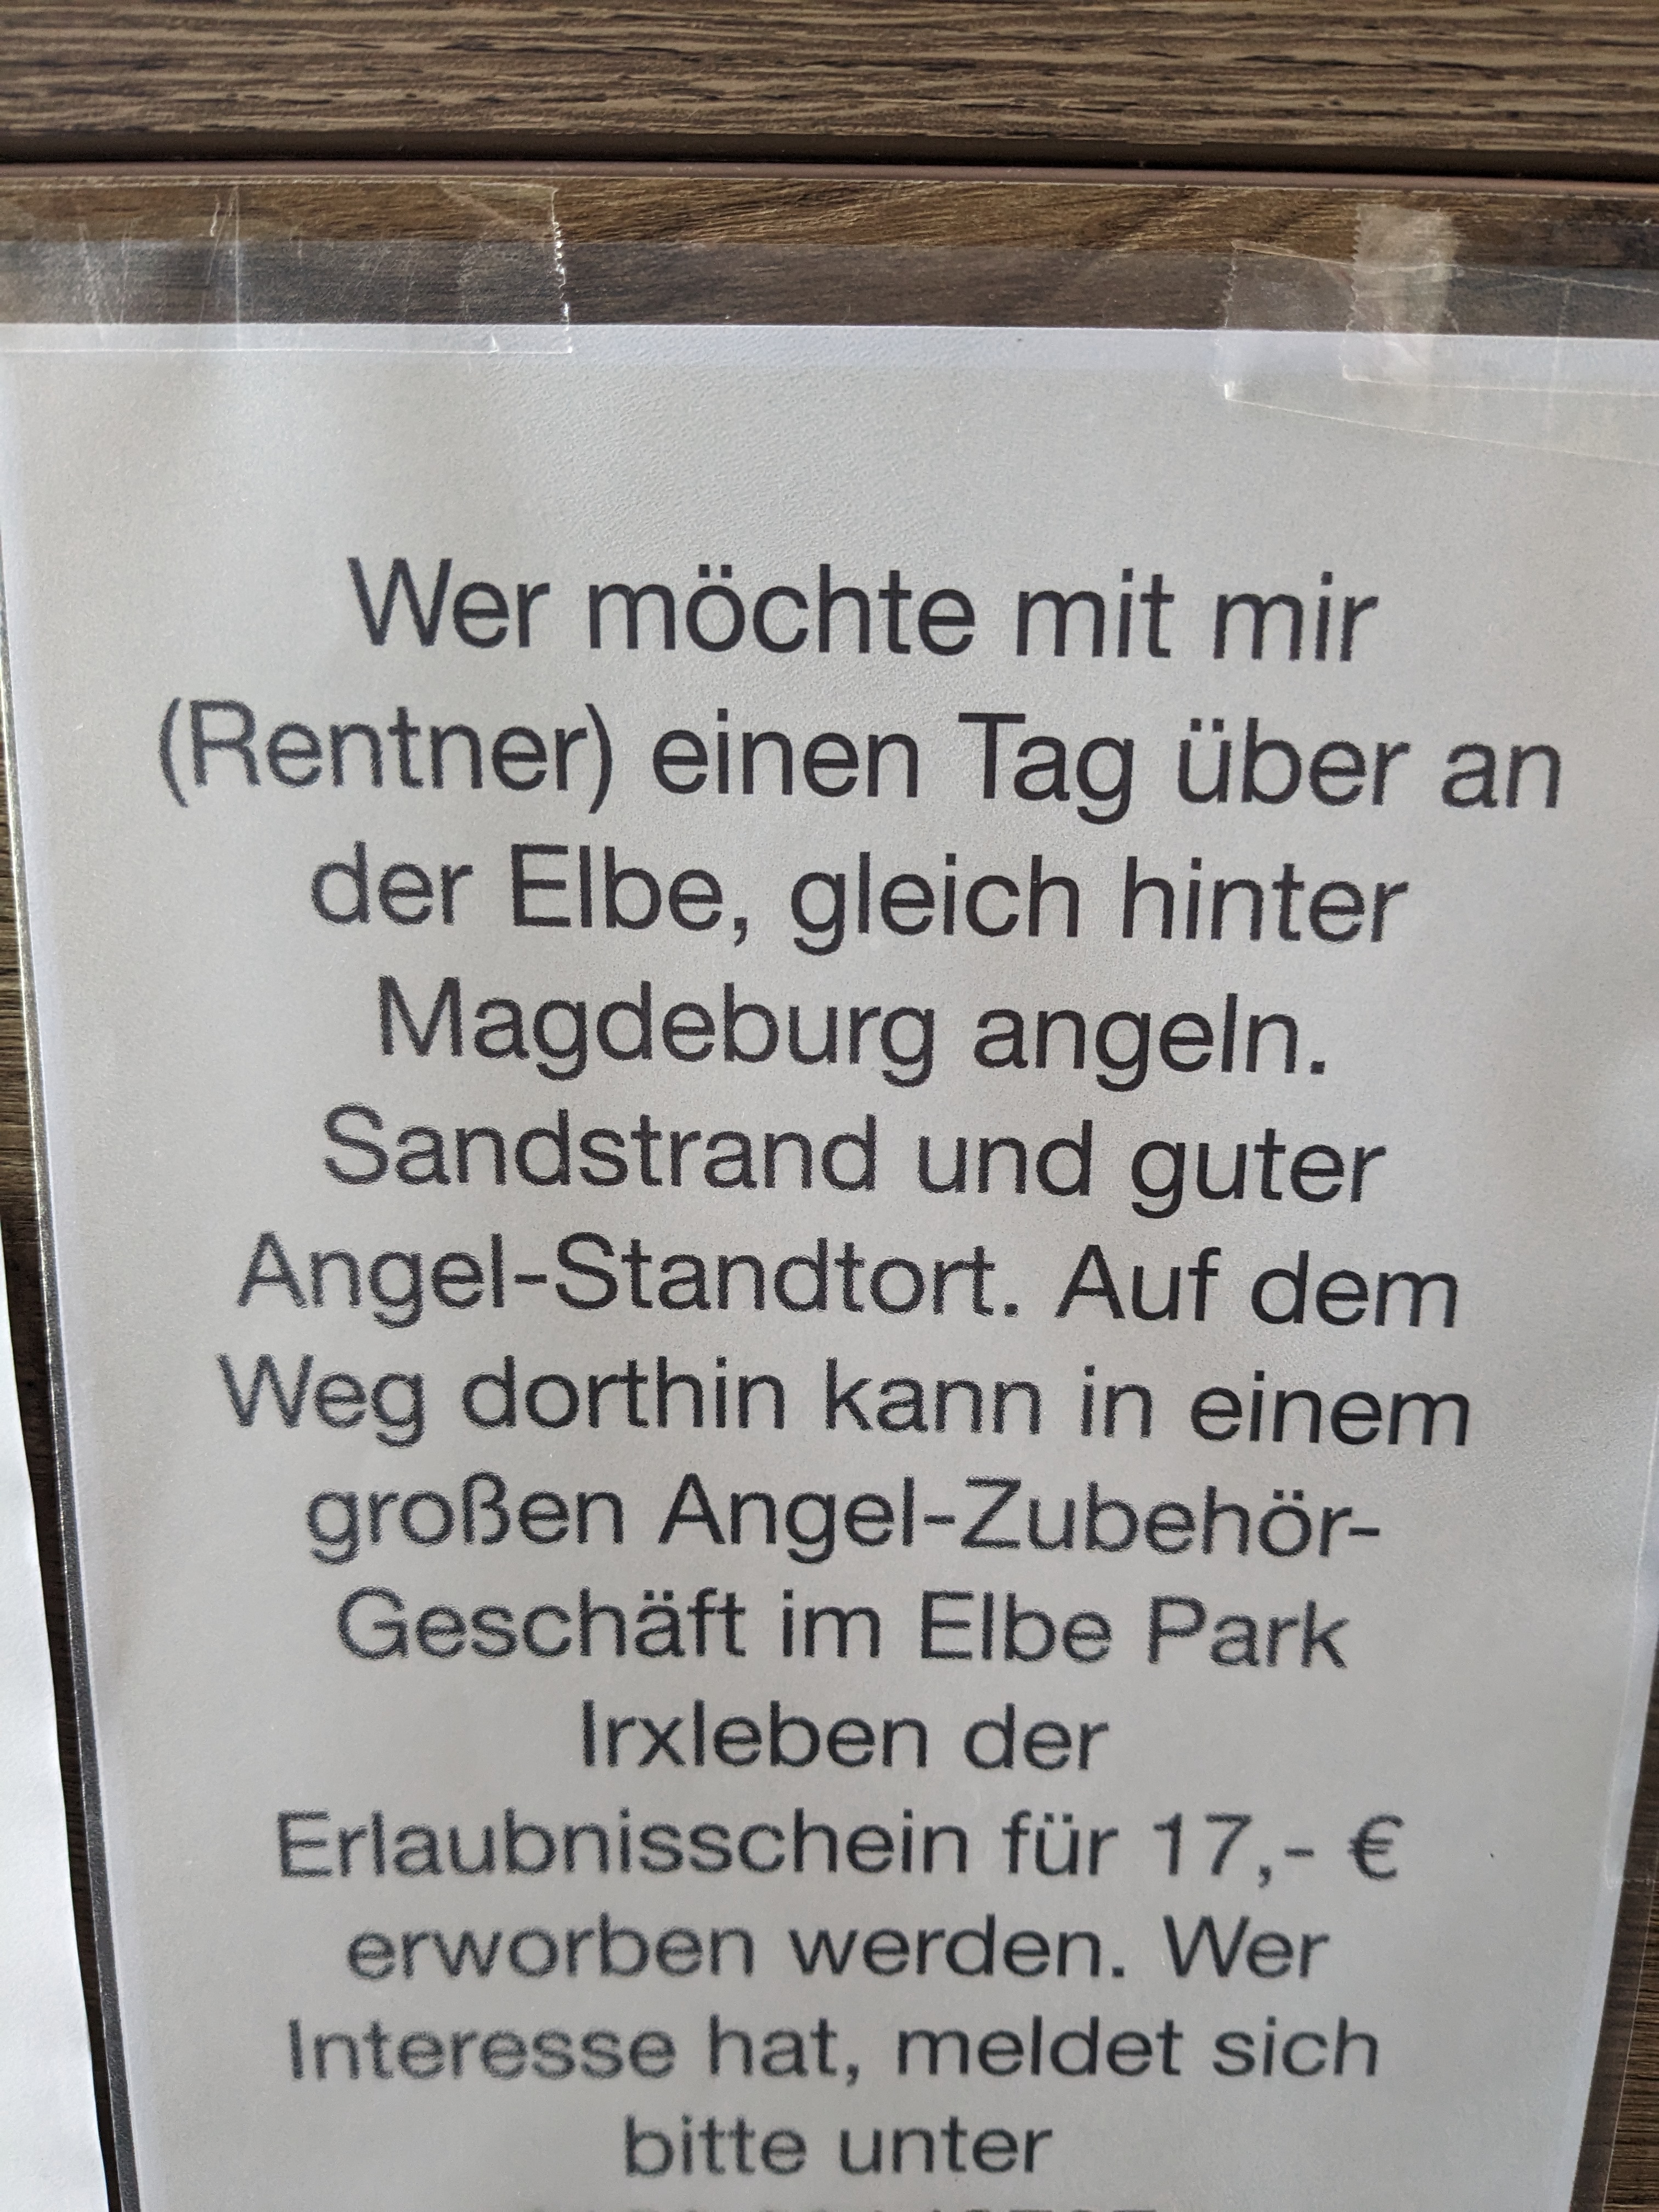 Wer möchte mit mir
(Rentner) einen Tag über an
der Elbe, gleich hinter
Magdeburg angeln.
Sandstrand und guter
Angel-Standtort. Auf dem
Weg dorthin kann in einem
großen Angel-Zubehör-
Geschäft im Elbe Park
Irxleben der
Erlaubnisschein für 17,- €
erworben werden. Wer
Interesse hat, meldet sich
bitte unter